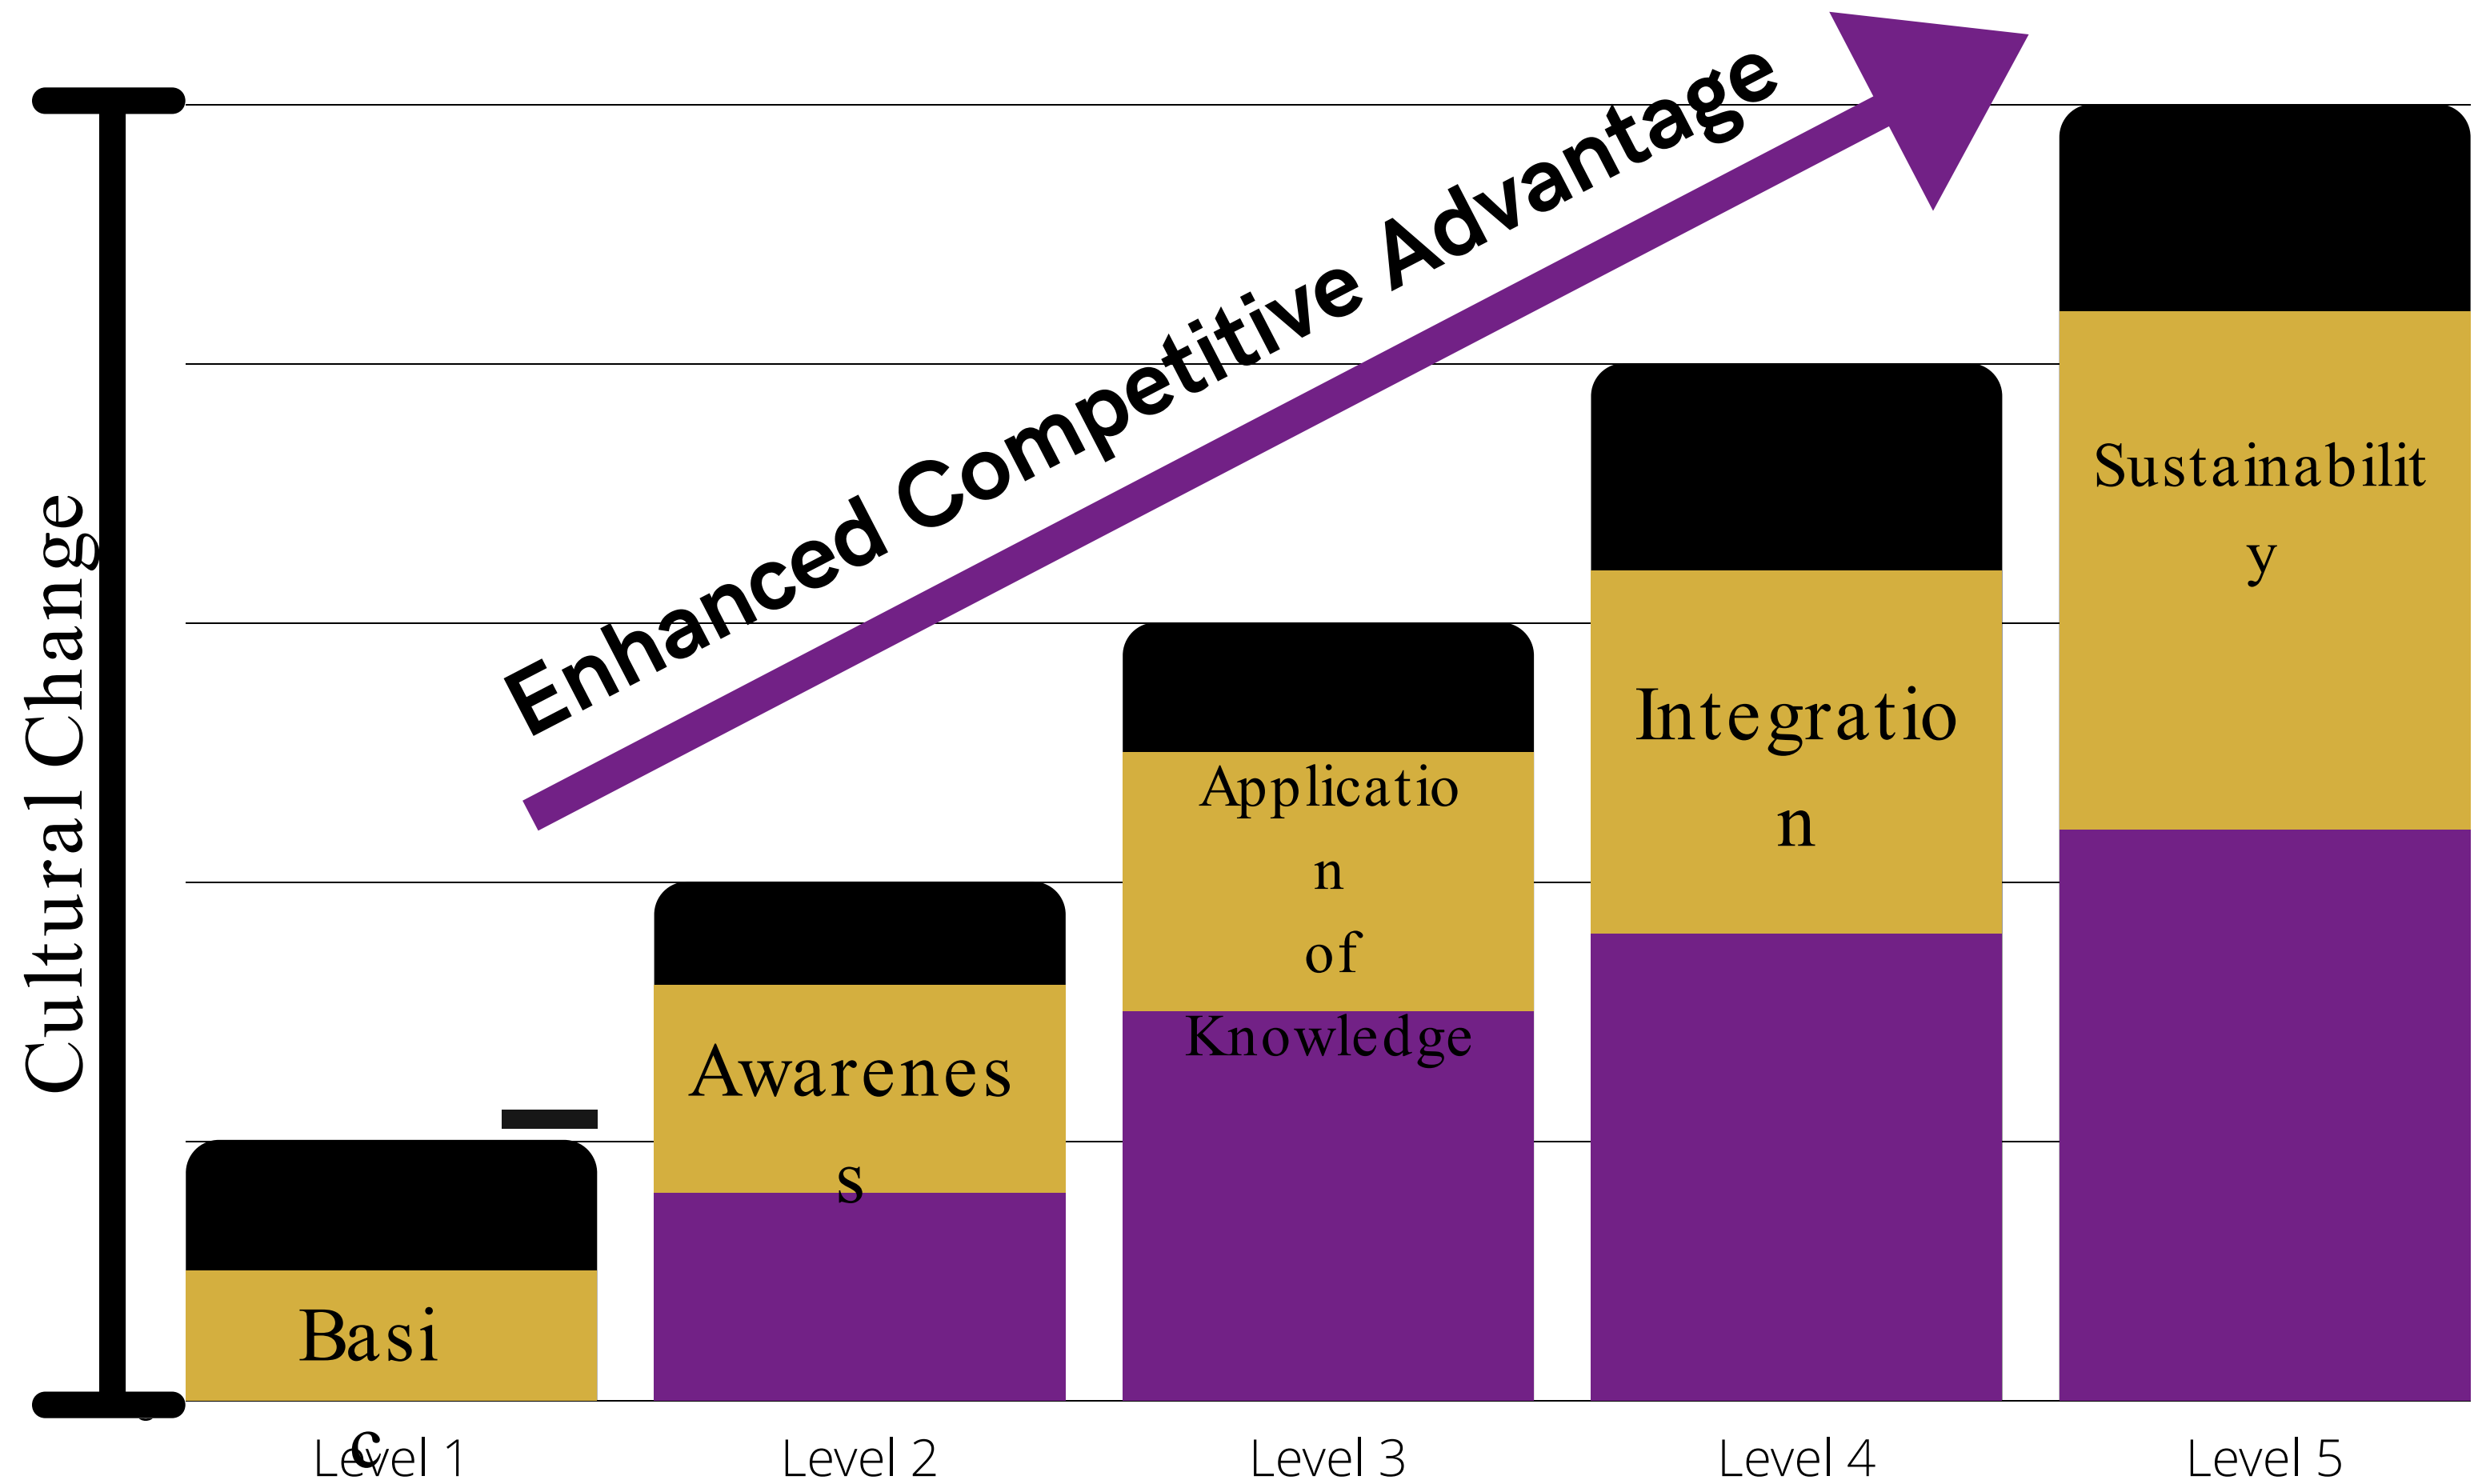 Enhanced Competitive Advantage
Cultural Change
Sustainabilit
y
Integratio
n
Applicatio
n
of
Knowledge
Awarenes
s
Basi
c
Level 1
Level 2
Level 3
Level 4
Level 5